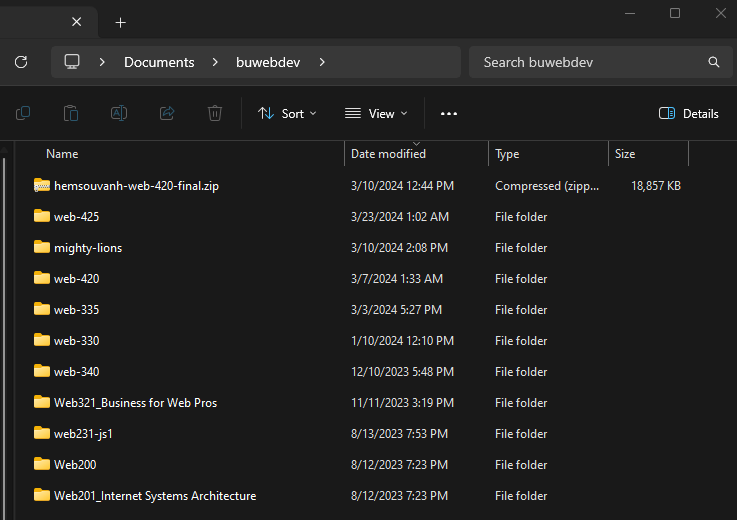 Documents > buwebdev >
Search buwebdev
Sort
View
Details
Name Date modified Type Size
hemsouvanh-web-420-final.zip 3/10/2024 12:44 PM Compressed (zipp... 18,857 KB
web-425 3/23/2024 1:02 AM File folder
mighty-lions 3/10/2024 2:08 PM File folder
web-420 3/7/2024 1:33 AM File folder
web-335 3/3/2024 5:27 PM File folder
web-330 1/10/2024 12:10 PM File folder
web-340 12/10/2023 5:48 PM File folder
Web321_Business for Web Pros 11/11/2023 3:19 PM File folder
web231-js1 8/13/2023 7:53 PM File folder
Web200 8/12/2023 7:23 PM File folder
Web201_Internet Systems Architecture 8/12/2023 7:23 PM File folder